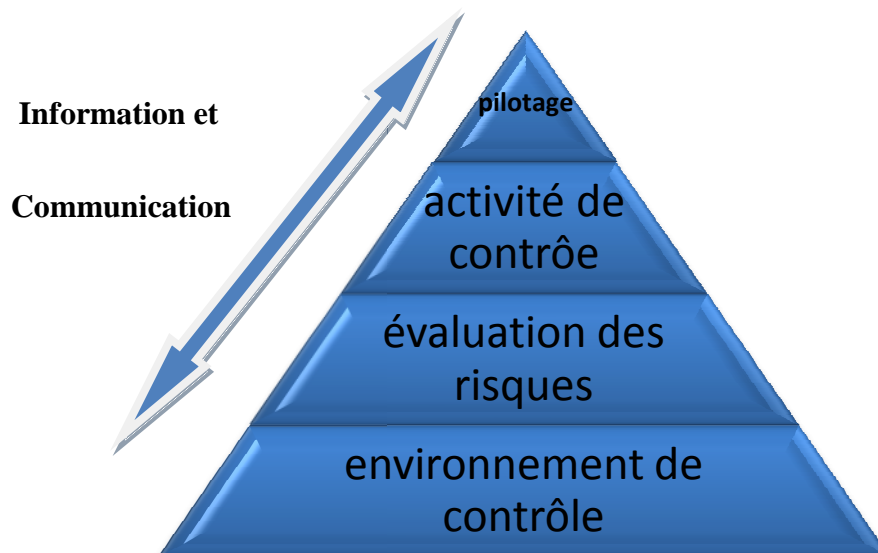 Information et
Communication
pilotage
activité de
contrôe
évaluation des
risques
environnement de
contrôle